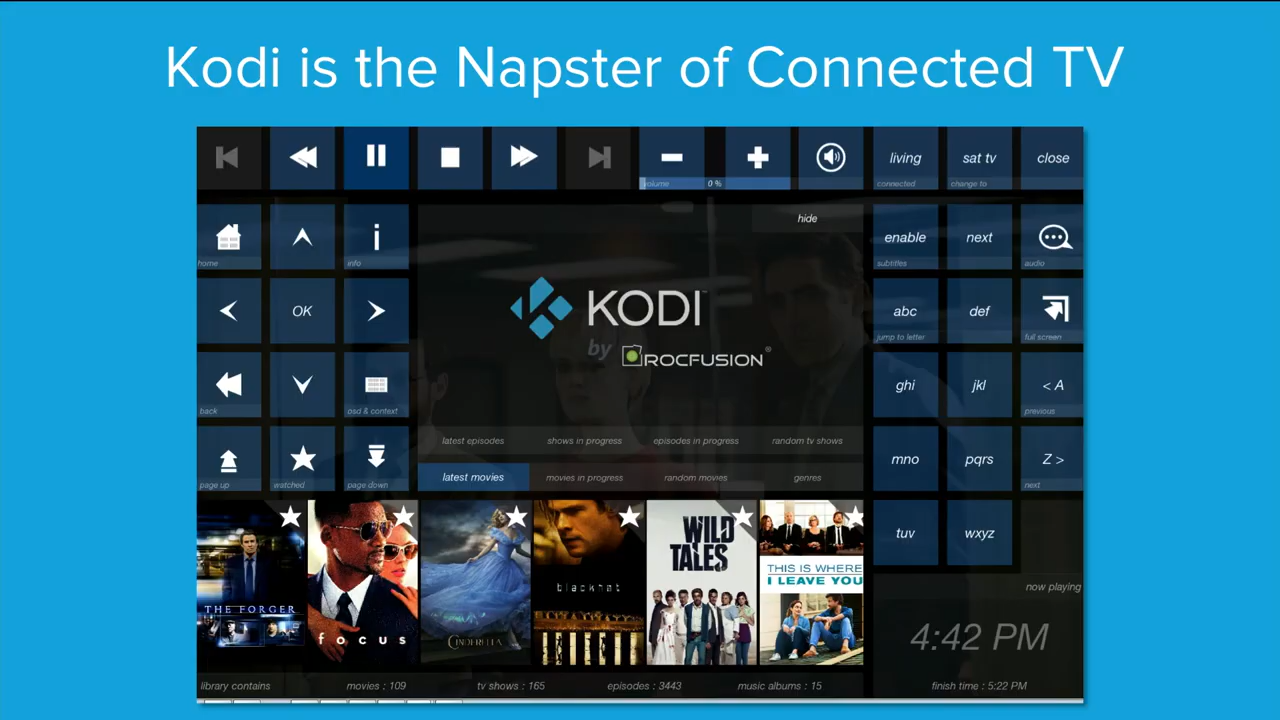 Kodi is the Napster of Connected TV
living
sat tv
close
volume
0 %
connected
change to
hide
enable
next
home
info
subtitles
audio
KODI™
by ROCFUSION®
OK
abc
def
jump to letter
full screen
ghi
jkl
< A
back
osd & context
previous
latest episodes
shows in progress
episodes in progress
random tv shows
mno
pqrs
Z >
latest movies
movies in progress
random movies
genres
page up
watched
page down
next
tuv
wxyz
WILD
TALES
THIS IS WHERE
I LEAVE YOU
blackhat
THE FORGER
focus
CINDERELLA
now playing
4:42 PM
library contains
movies : 109
tv shows : 165
episodes : 3443
music albums : 15
finish time : 5:22 PM